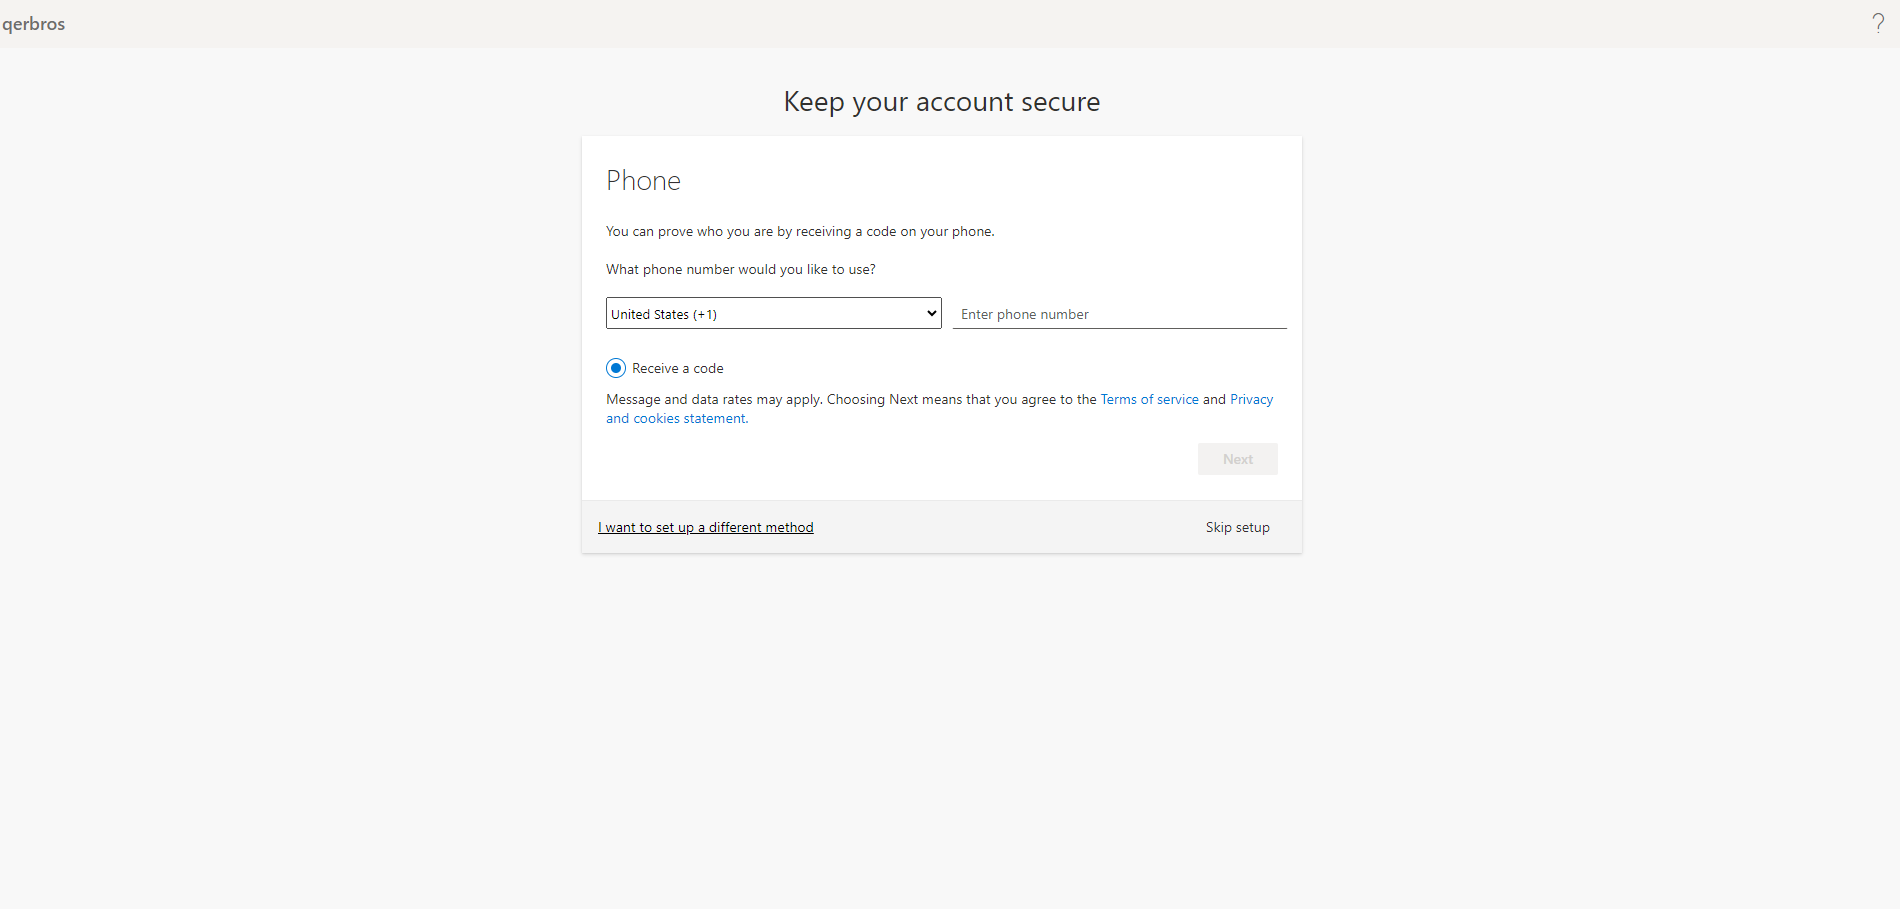 qerbros
?
Keep your account secure
Phone
You can prove who you are by receiving a code on your phone.
What phone number would you like to use?
United States (+1)
Enter phone number
Receive a code
Message and data rates may apply. Choosing Next means that you agree to the Terms of service and Privacy
and cookies statement.
Next
I want to set up a different method
Skip setup